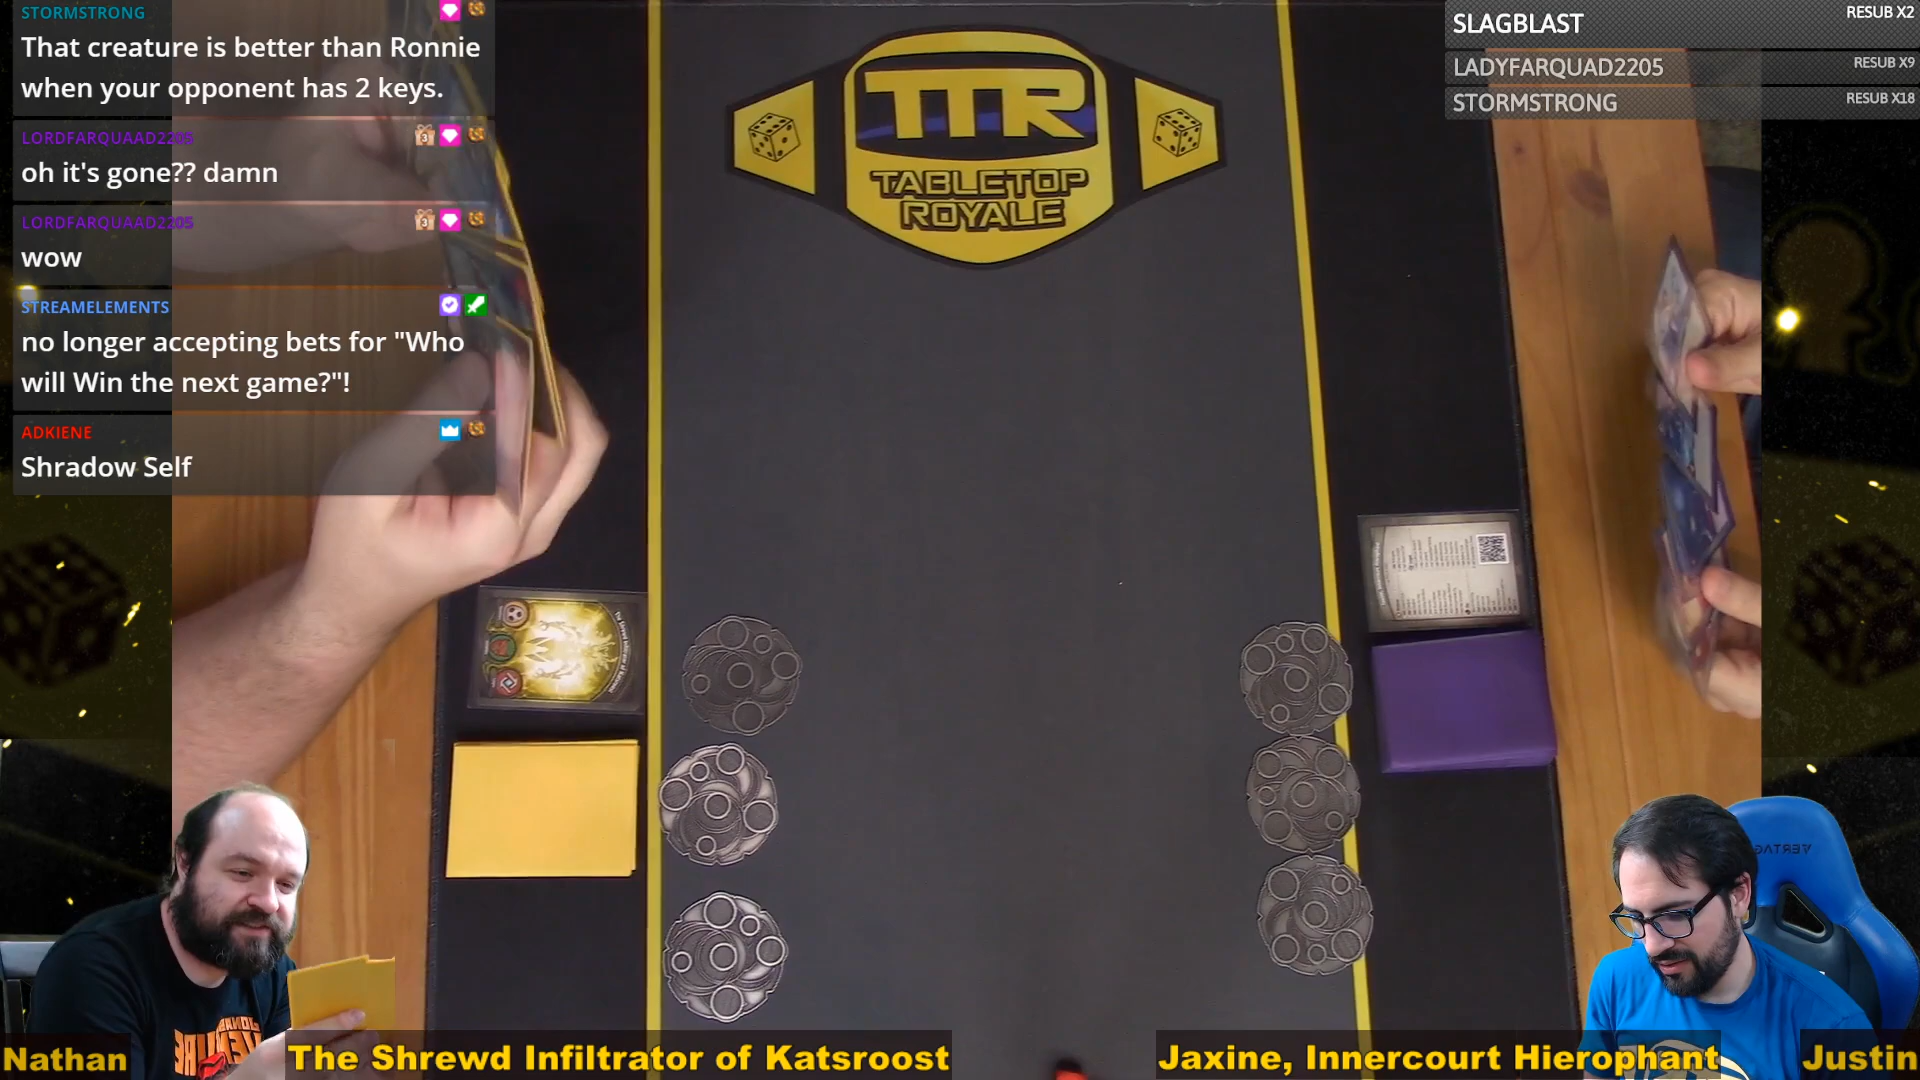 STORMSTRONG
That creature is better than Ronnie
when your opponent has 2 keys.
LORDFARQUAAD2205
oh it's gone?? damn
LORDFARQUAAD2205
wow
STREAMELEMENTS
no longer accepting bets for "Who
will Win the next game?"!
ADKIENE
Shradow Self
TTR
TABLETOP
ROYALE
SLAGBLAST
RESUB X2
LADYFARQUAD2205
RESUB X9
STORMSTRONG
RESUB X18
Nathan
The Shrewd Infiltrator of Katsroost
Jaxine, Innercourt Hierophant
Justin